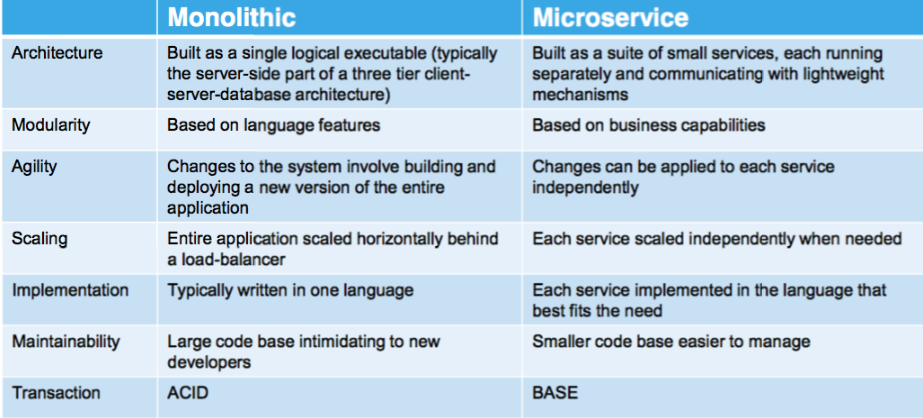 Monolithic Microservice
Architecture Built as a single logical executable (typically Built as a suite of small services, each running
the server-side part of a three tier client- separately and communicating with lightweight
server-database architecture) mechanisms
Modularity Based on language features Based on business capabilities
Agility Changes to the system involve building and Changes can be applied to each service
deploying a new version of the entire independently
application
Scaling Entire application scaled horizontally behind Each service scaled independently when needed
a load-balancer
Implementation Typically written in one language Each service implemented in the language that
best fits the need
Maintainability Large code base intimidating to new Smaller code base easier to manage
developers
Transaction ACID BASE